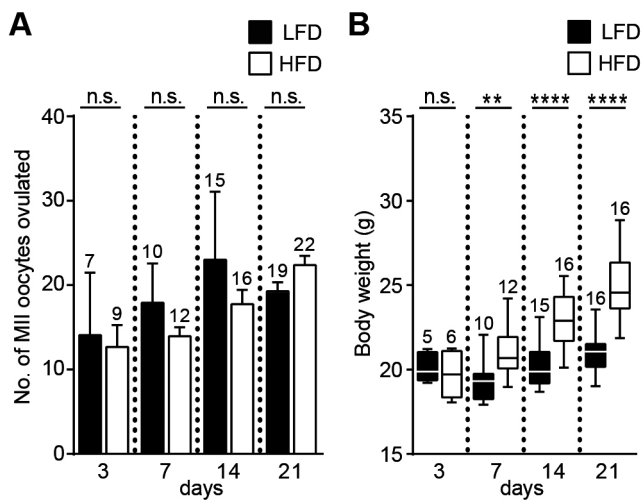 A
LFD
HFD
n.s. n.s. n.s. n.s.
No. of MII oocytes ovulated
40
30
20
10
0
7 9 10 12 15 16 19 22
3 7 14 21
days
B
LFD
HFD
n.s. ** **** ****
Body weight (g)
35
30
25
20
15
5 6 10 12 15 16 16 16
3 7 14 21
days